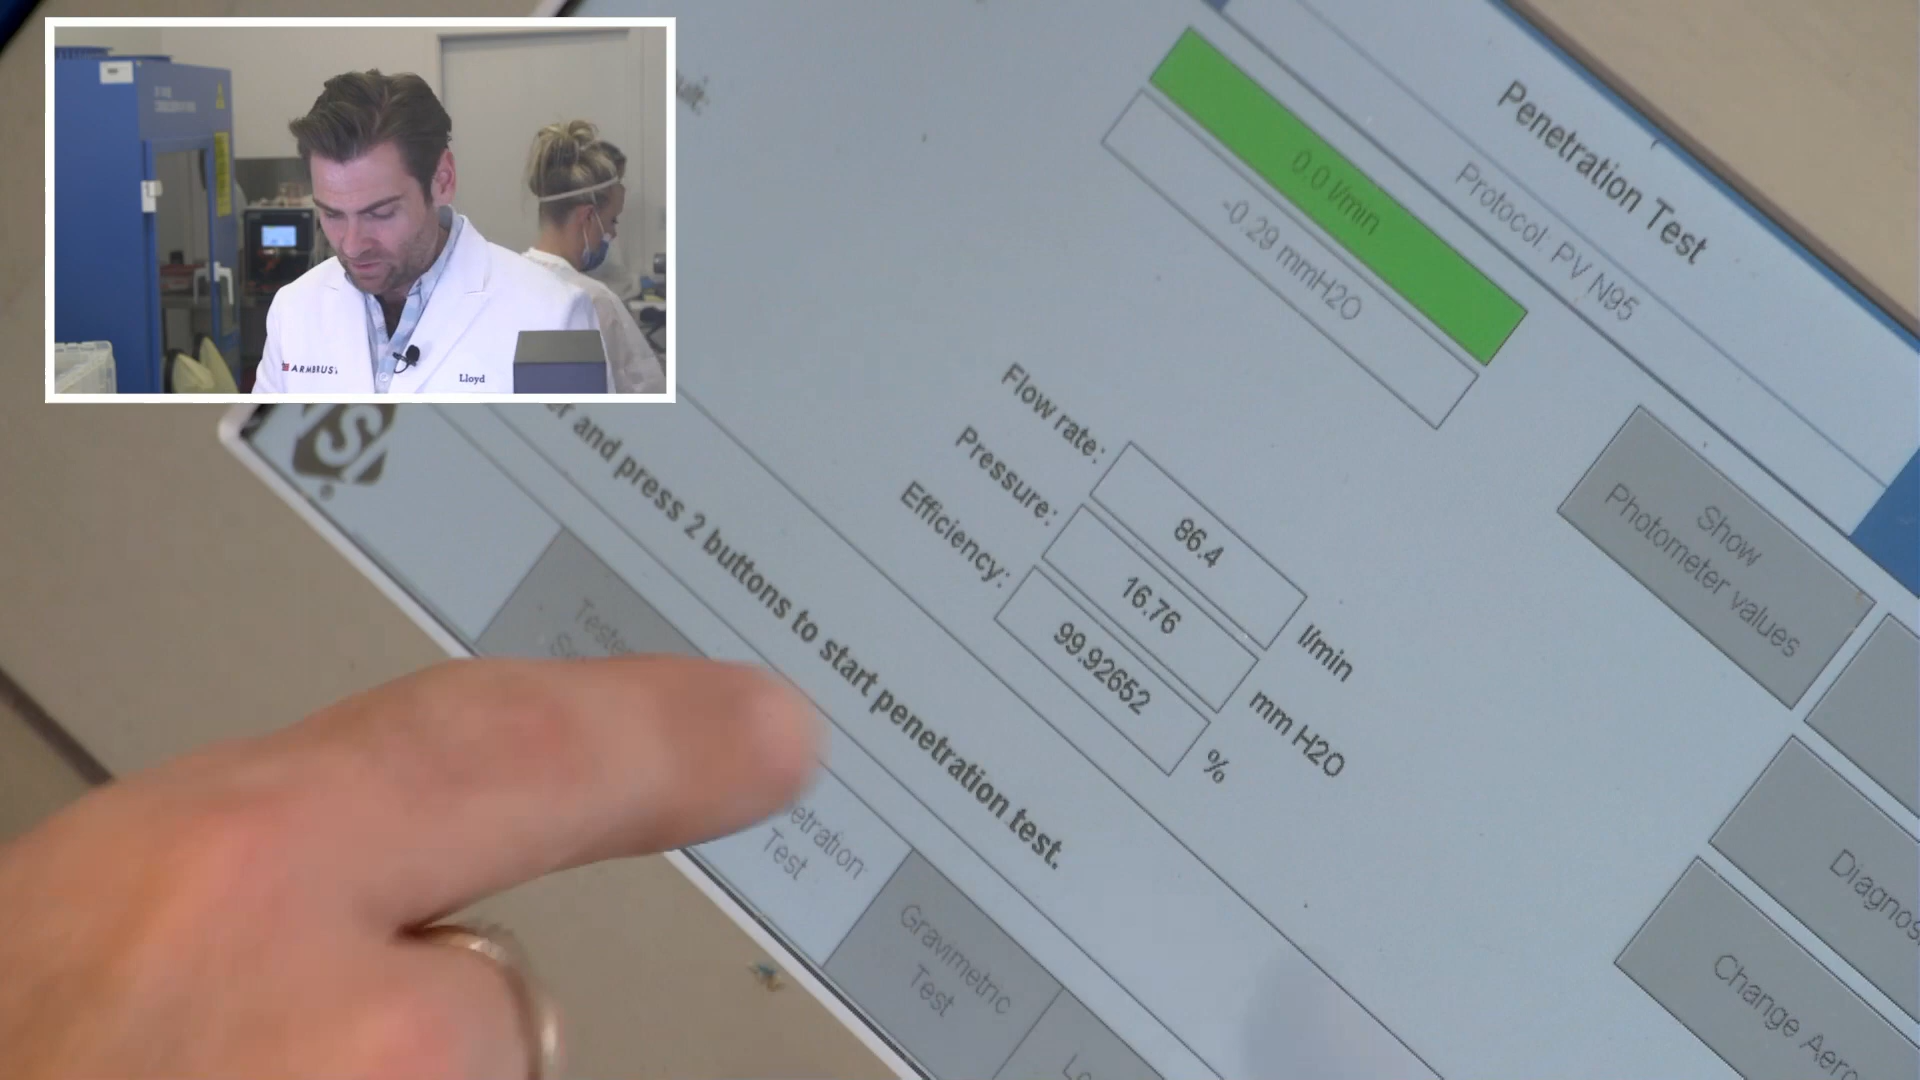 ARMBRUST
Lloyd
Penetration Test
Protocol: PV N95
0.0 l/min
-0.29 mmH2O
Flow rate:
86.4
l/min
Pressure:
16.76
mm H2O
Efficiency:
99.92652
%
Show
Photometer values
and press 2 buttons to start penetration test.
Test
Gravimetric
Test
Change